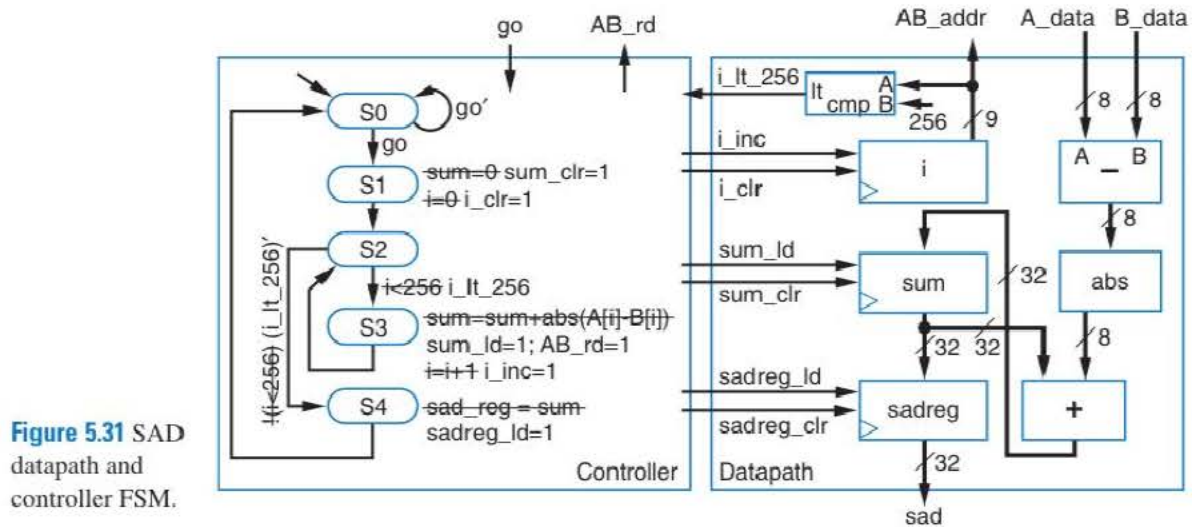 go
AB_rd
AB_addr
A_data
B_data
S0
go′
go
S1
sum=0 sum_clr=1
i=0 i_clr=1
S2
i<256 i_lt_256
!(i<256) (i_lt_256)′
S3
sum=sum+abs(A[i]-B[i])
sum_ld=1; AB_rd=1
i=i+1 i_inc=1
S4
sad_reg = sum
sadreg_ld=1
Controller
i_lt_256
i_inc
i_clr
sum_ld
sum_clr
sadreg_ld
sadreg_clr
lt
A
cmp B
256
9
8
8
i
A
B
–
8
sum
32
abs
32
32
8
sadreg
+
32
Datapath
sad
Figure 5.31 SAD
datapath and
controller FSM.